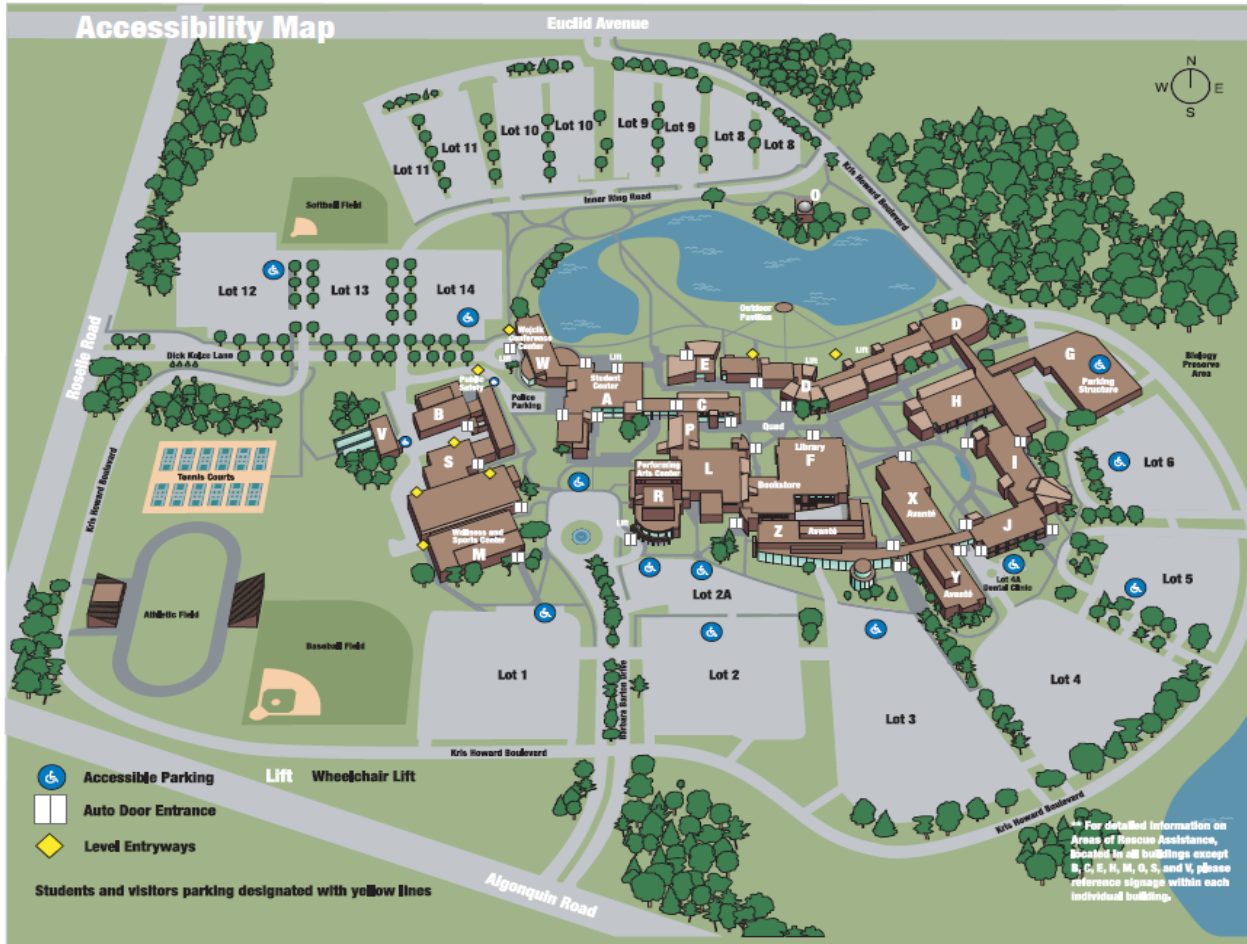 Accessibility Map
Euclid Avenue
N
W E
S
Lot 11
Lot 11
Lot 10
Lot 10
Lot 9
Lot 9
Lot 8
Lot 8
Kris Howard Boulevard
Inner Ring Road
O
Softball Field
Lot 12
Lot 13
Lot 14
Roselle Road
Outdoor
Pavilion
Wojcik
Conference
Center
Lift
W
Lift
Student
Center
A
E
Lift
D
Lift
D
G
Parking
Structure
Biology
Preserve
Area
Public
Safety
Police
Parking
B
C
H
V
S
P
Quad
Library
F
Bookstore
I
Lot 6
Tennis Courts
Kris Howard Boulevard
Performing
Arts Center
R
L
X
Avanté
Wellness and
Sports Center
M
Lift
Z
Avanté
J
Y
Avanté
Lot 4A
Dental Clinic
Lot 5
Athletic Field
Baseball Field
Lot 2A
Lot 1
Barbara Barton Drive
Lot 2
Lot 3
Lot 4
Kris Howard Boulevard
Kris Howard Boulevard
Accessible Parking
Lift Wheelchair Lift
Auto Door Entrance
Level Entryways
Students and visitors parking designated with yellow lines
Algonquin Road
** For detailed information on
Areas of Rescue Assistance,
located in all buildings except
B, C, E, H, M, O, S, and V, please
reference signage within each
individual building.